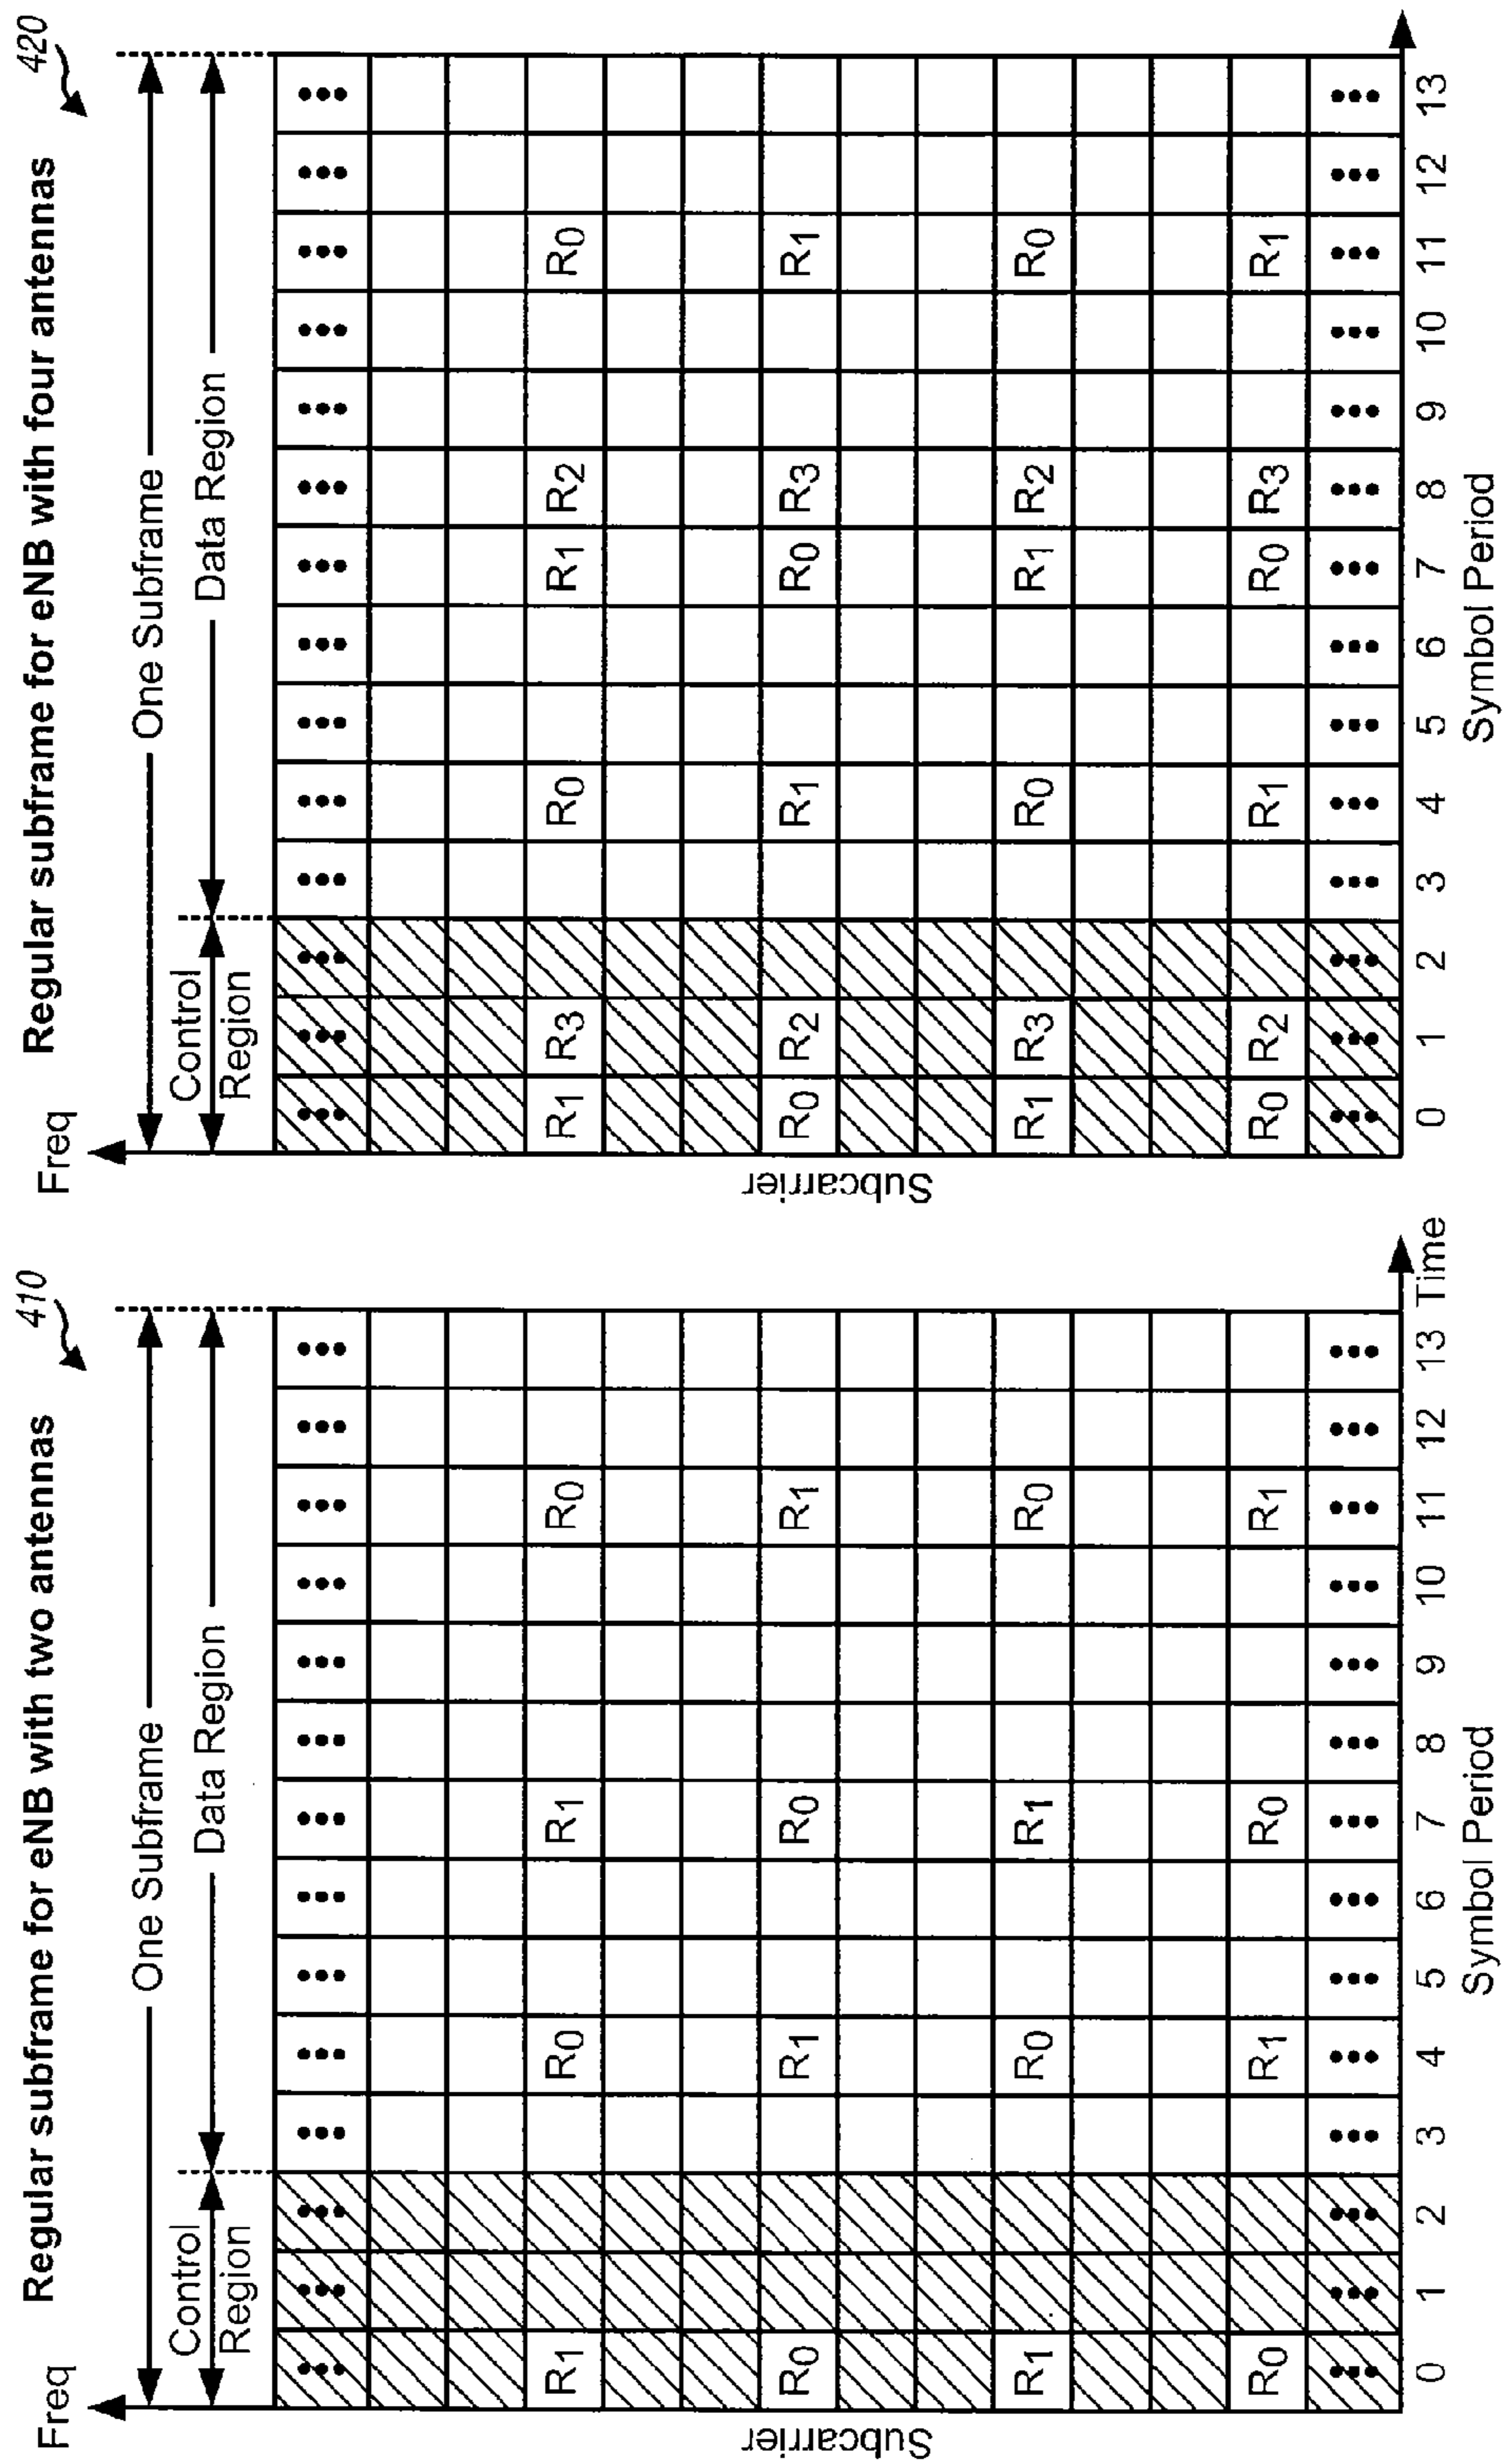 Regular subframe for eNB with two antennas
410
Freq
One Subframe
Control
Region
Data Region
... ... ... ... ... ... ... ... ... ... ... ... ... ...
R1 R0 R1 R0
R0 R1 R0 R1
R1 R0 R1 R0
R0 R1 R0 R1
... ... ... ... ... ... ... ... ... ... ... ... ... ...
Subcarrier
0 1 2 3 4 5 6 7 8 9 10 11 12 13
Time
Symbol Period
Regular subframe for eNB with four antennas
420
Freq
One Subframe
Control
Region
Data Region
... ... ... ... ... ... ... ... ... ... ... ... ... ...
R1 R3 R0 R1 R2 R0
R0 R2 R1 R0 R3 R1
R1 R3 R0 R1 R2 R0
R0 R2 R1 R0 R3 R1
... ... ... ... ... ... ... ... ... ... ... ... ... ...
Subcarrier
0 1 2 3 4 5 6 7 8 9 10 11 12 13
Symbol Period